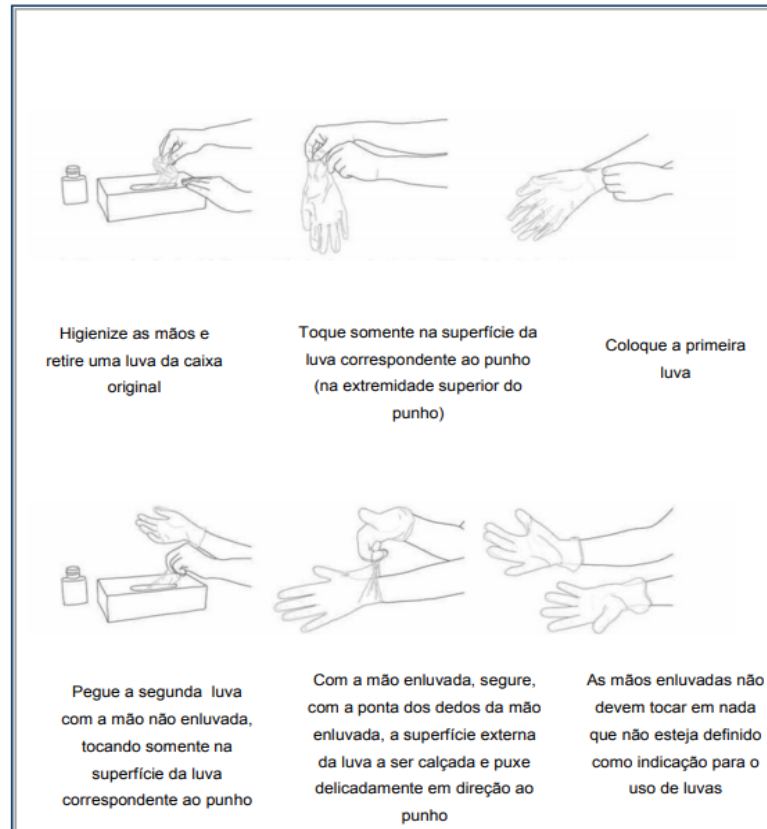 Higienize as mãos e
retire uma luva da caixa
original
Toque somente na superfície da
luva correspondente ao punho
(na extremidade superior do
punho)
Coloque a primeira
luva
Pegue a segunda luva
com a mão não enluvada,
tocando somente na
superfície da luva
correspondente ao punho
Com a mão enluvada, segure,
com a ponta dos dedos da mão
enluvada, a superfície externa
da luva a ser calçada e puxe
delicadamente em direção ao
punho
As mãos enluvadas não
devem tocar em nada
que não esteja definido
como indicação para o
uso de luvas